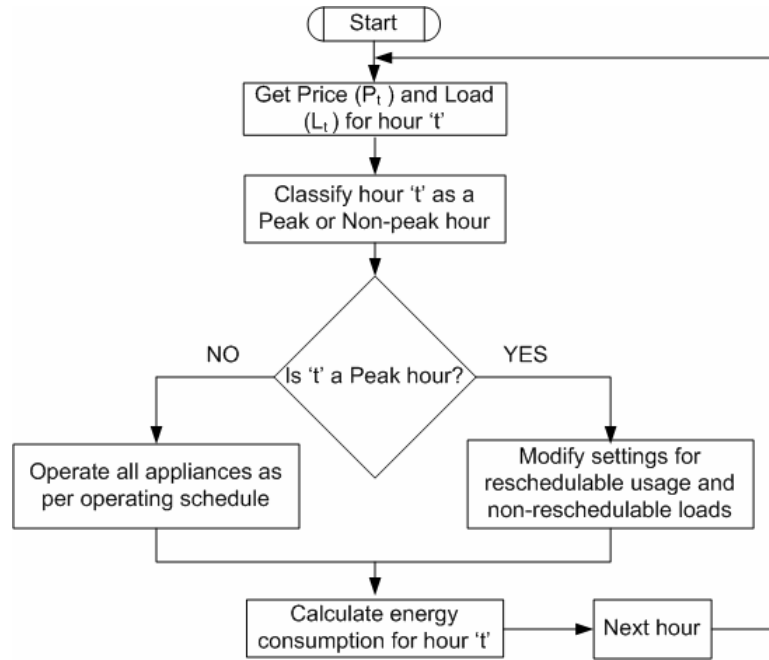 Start
Get Price (Pt ) and Load
(Lt ) for hour ‘t’
Classify hour ‘t’ as a
Peak or Non-peak hour
NO
YES
Is ‘t’ a Peak hour?
Operate all appliances as
per operating schedule
Modify settings for
reschedulable usage and
non-reschedulable loads
Calculate energy
consumption for hour ‘t’
Next hour